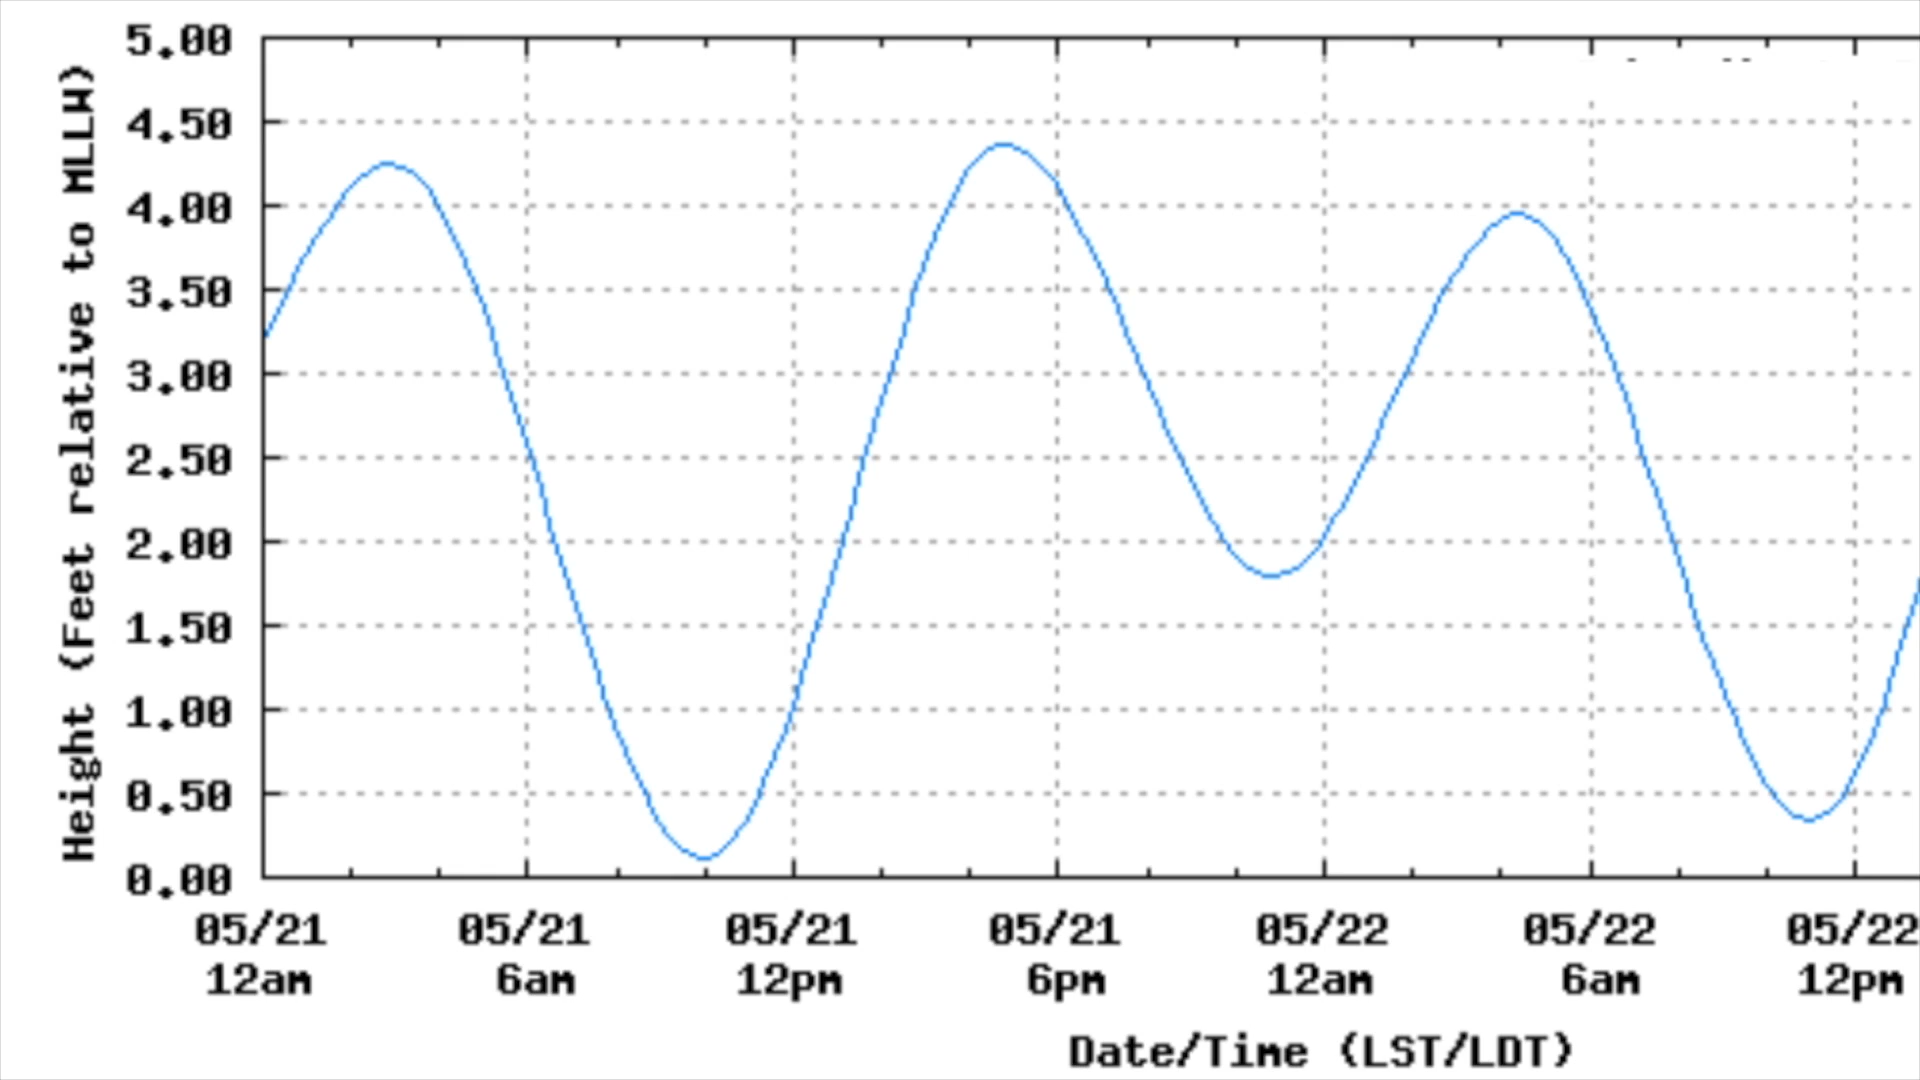 Height (Feet relative to MLLW)
5.00
4.50
4.00
3.50
3.00
2.50
2.00
1.50
1.00
0.50
0.00
05/21 05/21 05/21 05/21 05/22 05/22 05/22
12am 6am 12pm 6pm 12am 6am 12pm
Date/Time (LST/LDT)